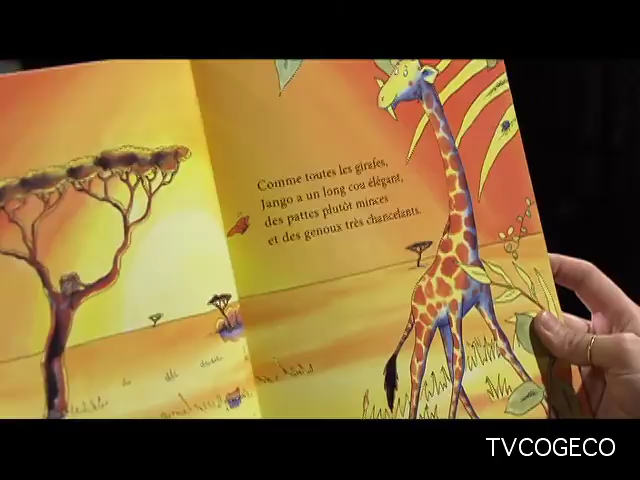 Comme toutes les girafes,
Jango a un long cou élégant,
des pattes plutôt minces
et des genoux très chancelants.
TVCOGECO